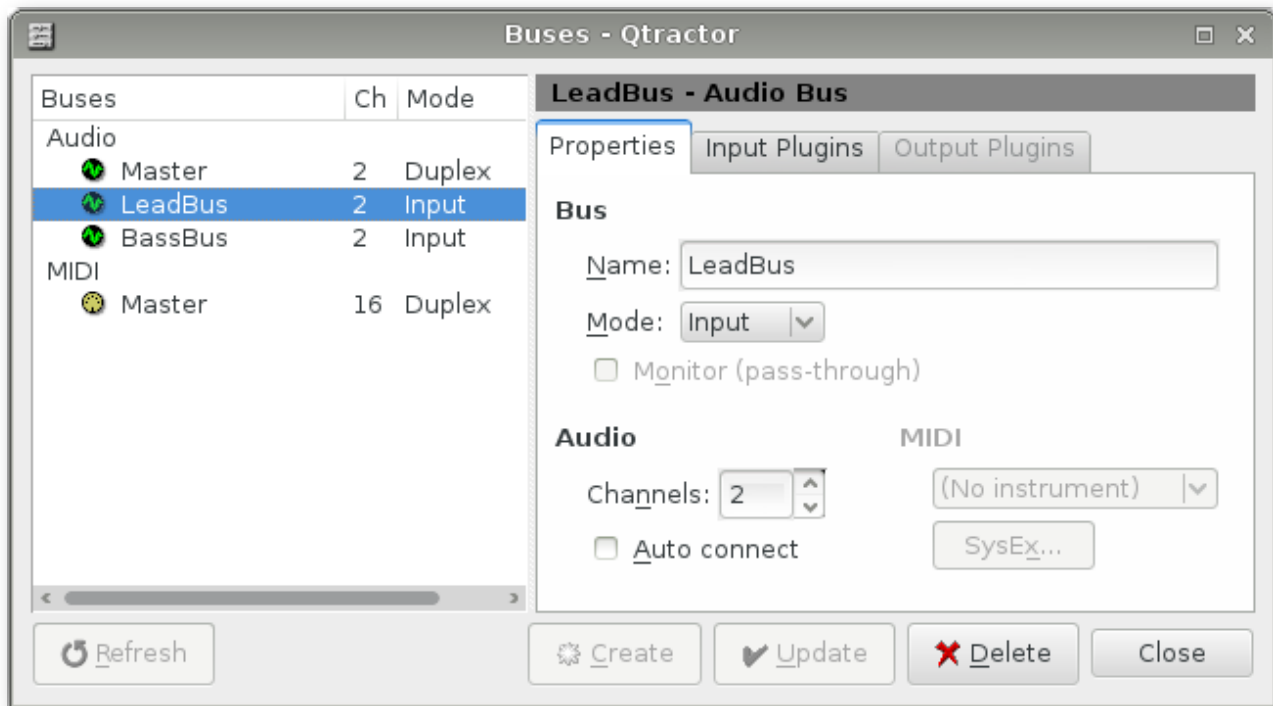 Buses - Qtractor
Buses Ch Mode
Audio
Master 2 Duplex
LeadBus 2 Input
BassBus 2 Input
MIDI
Master 16 Duplex
LeadBus - Audio Bus
Properties Input Plugins Output Plugins
Bus
Name: LeadBus
Mode: Input
Monitor (pass-through)
Audio MIDI
Channels: 2 (No instrument)
Auto connect SysEx...
Refresh Create Update Delete Close